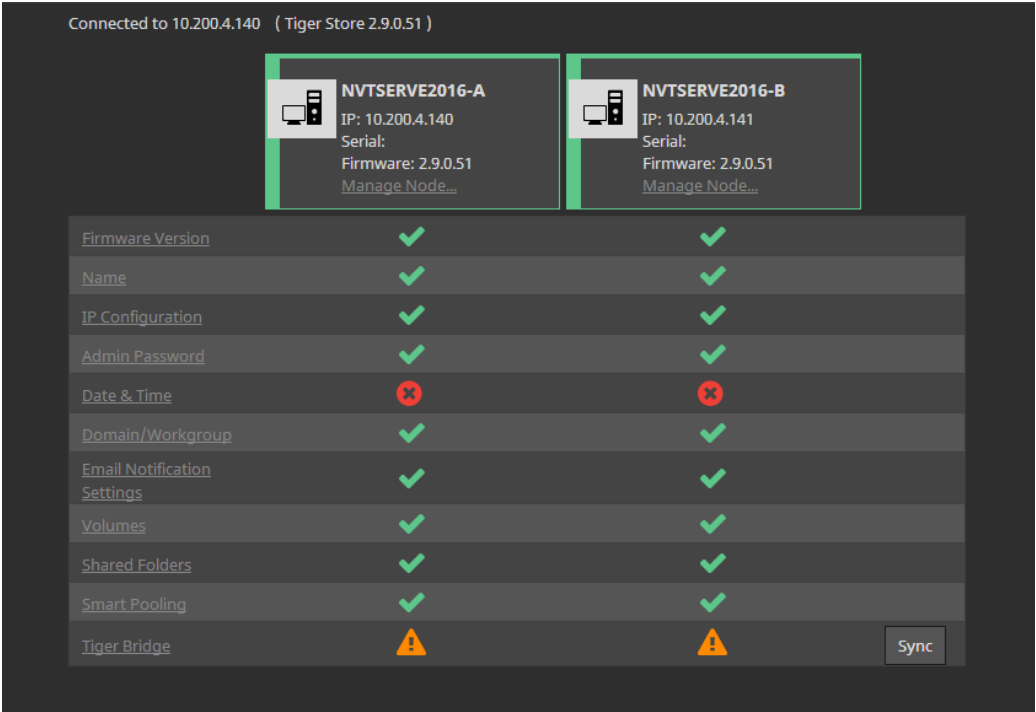 Connected to 10.200.4.140 ( Tiger Store 2.9.0.51 )
NVTSERVE2016-A
IP: 10.200.4.140
Serial:
Firmware: 2.9.0.51
Manage Node...
NVTSERVE2016-B
IP: 10.200.4.141
Serial:
Firmware: 2.9.0.51
Manage Node...
Firmware Version
Name
IP Configuration
Admin Password
Date & Time
Domain/Workgroup
Email Notification
Settings
Volumes
Shared Folders
Smart Pooling
Tiger Bridge
Sync